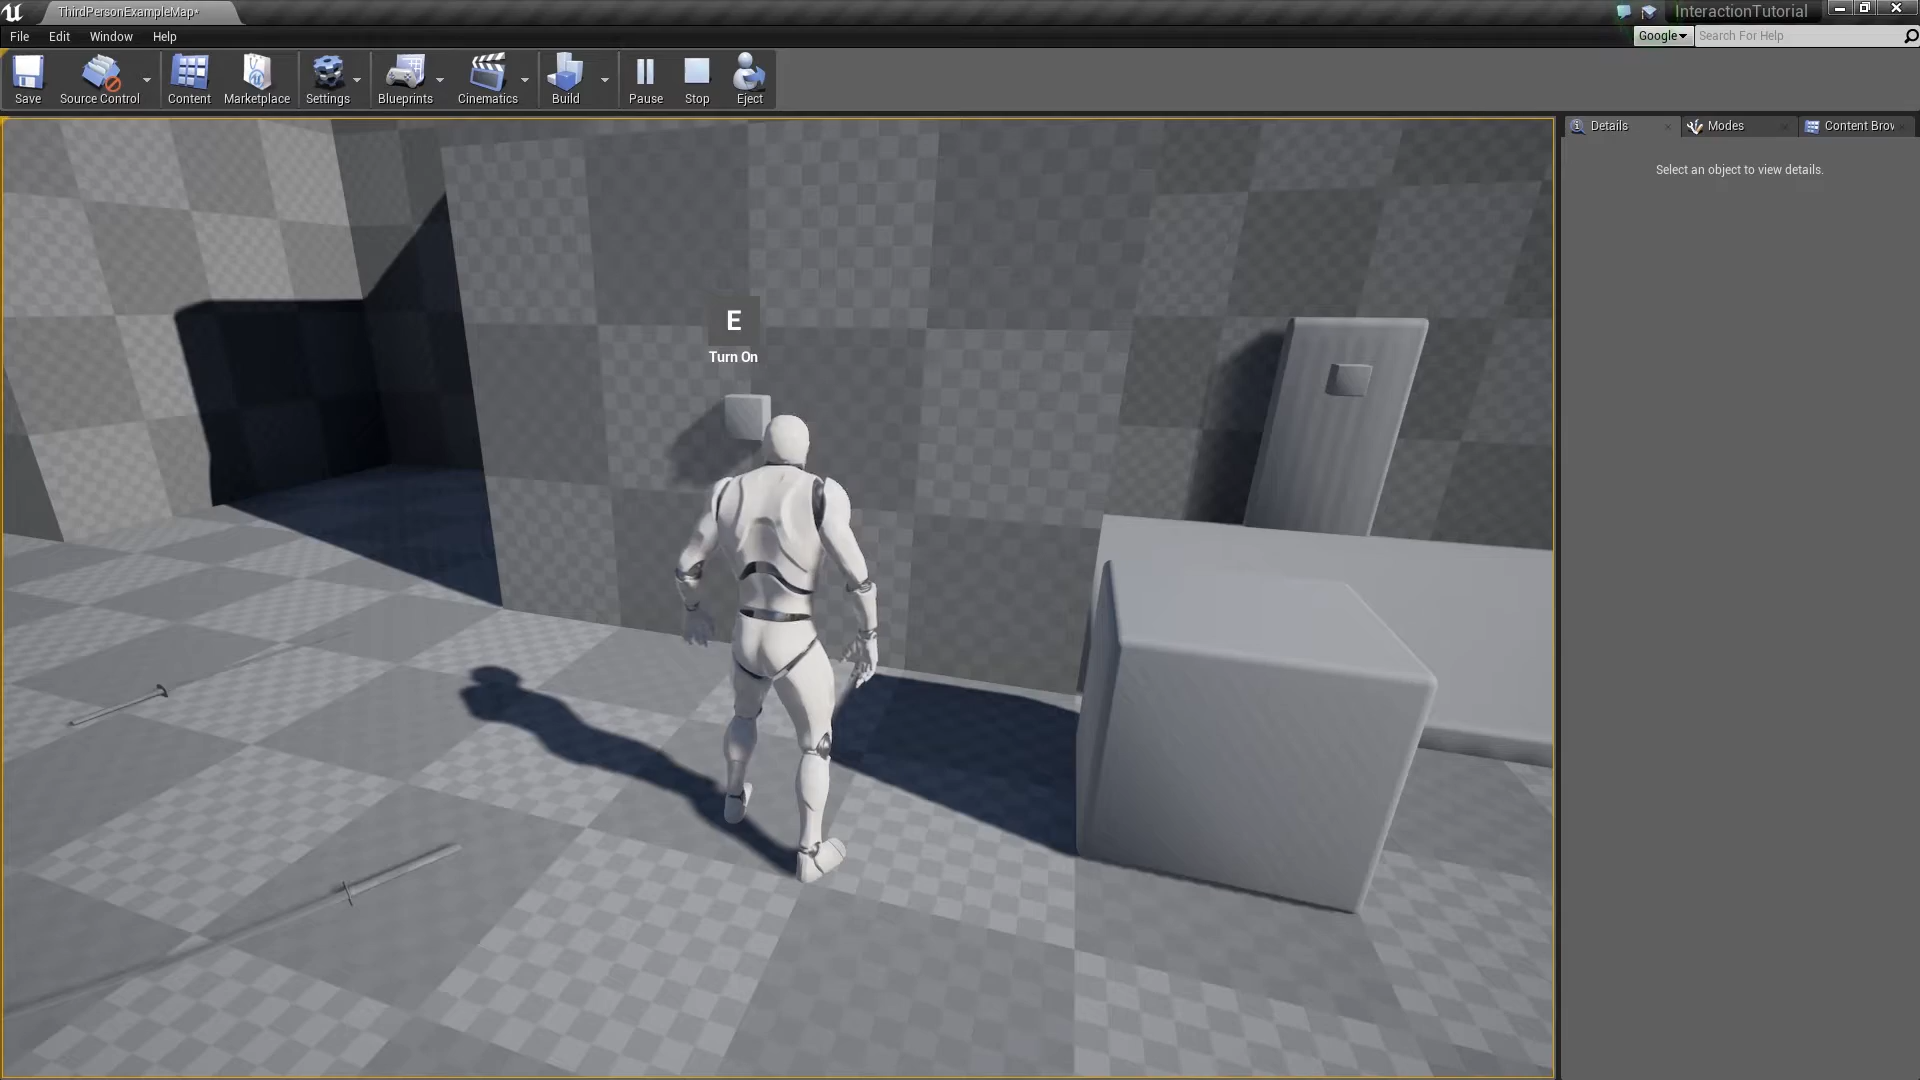 ThirdPersonExampleMap*
InteractionTutorial
File Edit Window Help
Google
Search For Help
Save Source Control Content Marketplace Settings Blueprints Cinematics Build Pause Stop Eject
Details Modes Content Brow
Select an object to view details.
E
Turn On